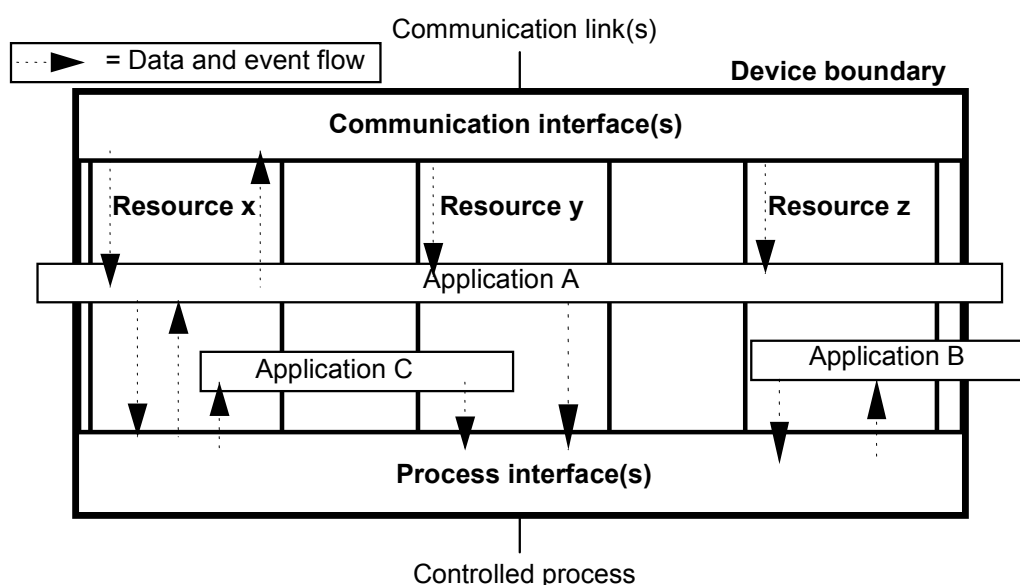 Communication link(s)
= Data and event flow
Device boundary
Communication interface(s)
Resource x
Resource y
Resource z
Application A
Application C
Application B
Process interface(s)
Controlled process